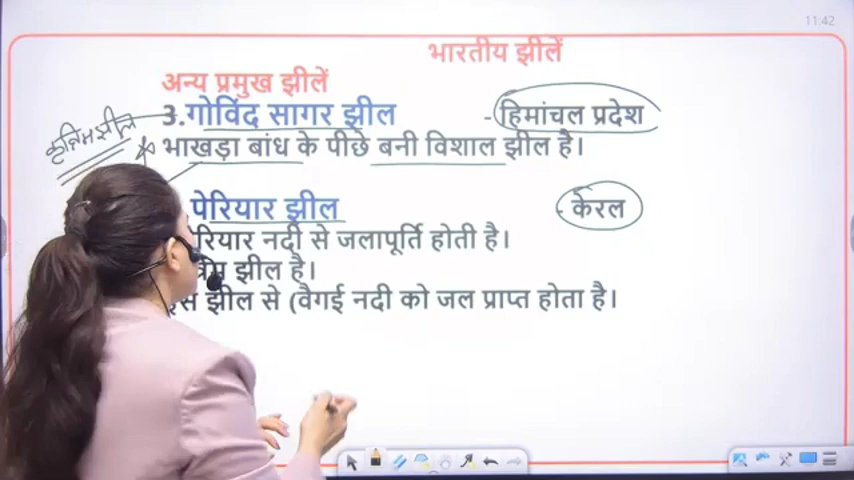 11:42
भारतीय झीलें
अन्य प्रमुख झीलें
3.गोविंद सागर झील - हिमांचल प्रदेश
कृत्रिम झील
भाखड़ा बांध के पीछे बनी विशाल झील है।
पेरियार झील - केरल
नदी से जलापूर्ति होती है।
झील है।
झील से (वैगई नदी को जल प्राप्त होता है।